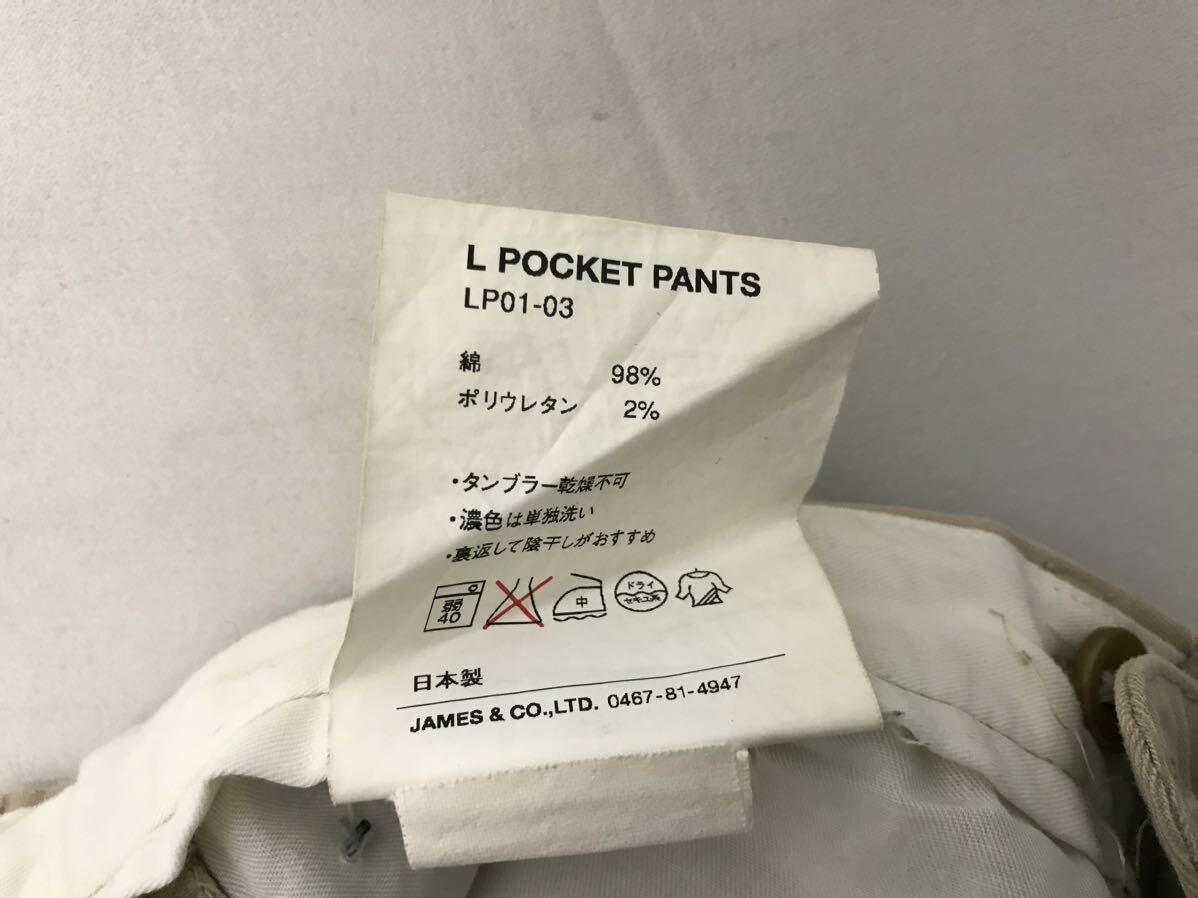 L POCKET PANTS
LP01-03
綿 98%
ポリウレタン 2%
・タンブラー乾燥不可
・濃色は単独洗い
・裏返して陰干しがおすすめ
弱
40
中
ドライ
セキユ系
日本製
JAMES & CO.,LTD. 0467-81-4947